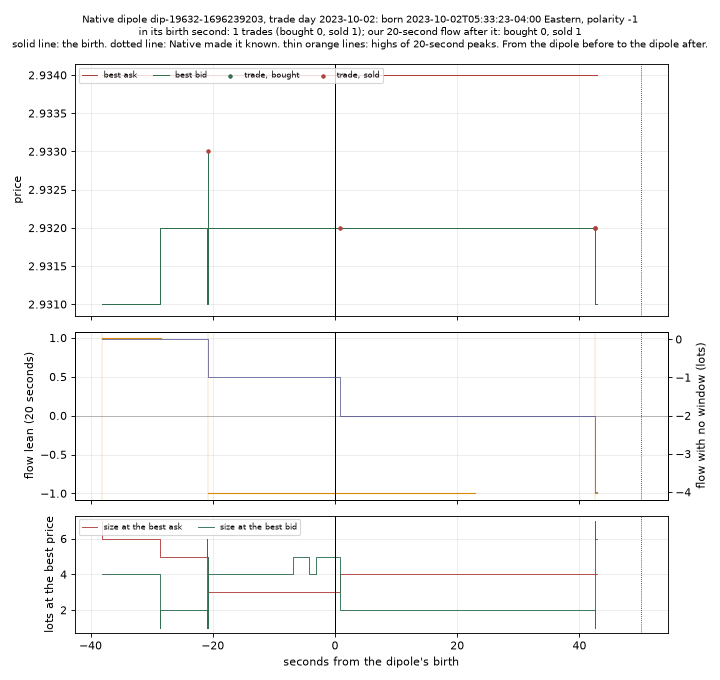 Native dipole dip-19632-1696239203, trade day 2023-10-02: born 2023-10-02T05:33:23-04:00 Eastern, polarity -1
in its birth second: 1 trades (bought 0, sold 1); our 20-second flow after it: bought 0, sold 1
solid line: the birth. dotted line: Native made it known. thin orange lines: highs of 20-second peaks. From the dipole before to the dipole after.
best ask best bid trade, bought trade, sold
2.9340
2.9335
2.9330
2.9325
2.9320
2.9315
2.9310
price
1.0
0.5
0.0
−0.5
−1.0
flow lean (20 seconds)
0
−1
−2
−3
−4
flow with no window (lots)
size at the best ask size at the best bid
6
4
2
lots at the best price
−40 −20 0 20 40
seconds from the dipole's birth